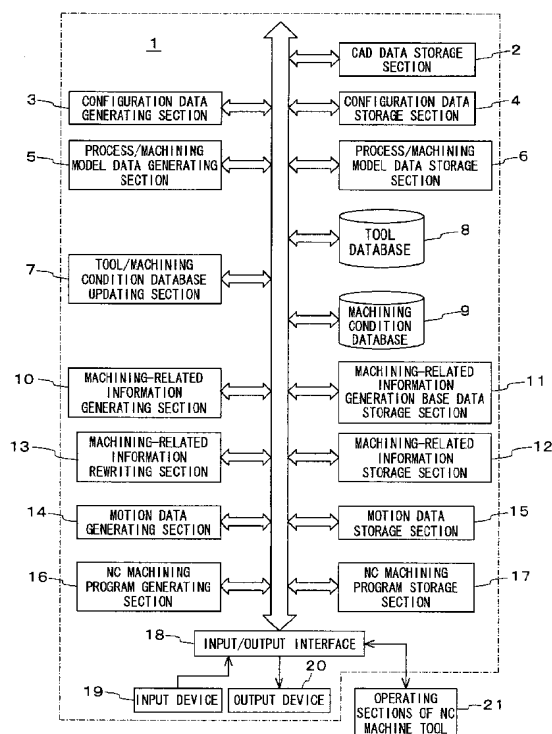 1
CAD DATA STORAGE
SECTION
2
3
CONFIGURATION DATA
GENERATING SECTION
CONFIGURATION DATA
STORAGE SECTION
4
5
PROCESS/MACHINING
MODEL DATA GENERATING
SECTION
PROCESS/MACHINING
MODEL DATA STORAGE
SECTION
6
TOOL
DATABASE
8
7
TOOL/MACHINING
CONDITION DATABASE
UPDATING SECTION
MACHINING
CONDITION
DATABASE
9
10
MACHINING-RELATED
INFORMATION
GENERATING SECTION
MACHINING-RELATED
INFORMATION
GENERATION BASE DATA
STORAGE SECTION
11
13
MACHINING-RELATED
INFORMATION
REWRITING SECTION
MACHINING-RELATED
INFORMATION
STORAGE SECTION
12
14
MOTION DATA
GENERATING SECTION
MOTION DATA
STORAGE SECTION
15
16
NC MACHINING
PROGRAM GENERATING
SECTION
NC MACHINING
PROGRAM STORAGE
SECTION
17
18
INPUT/OUTPUT INTERFACE
19
INPUT DEVICE
20
OUTPUT DEVICE
OPERATING
SECTIONS OF NC
MACHINE TOOL
21